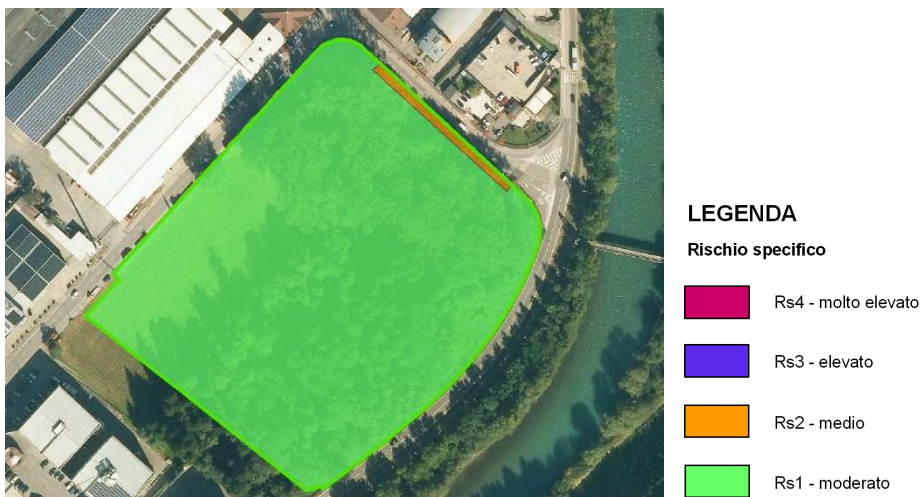 LEGENDA
Rischio specifico
Rs4 - molto elevato
Rs3 - elevato
Rs2 - medio
Rs1 - moderato